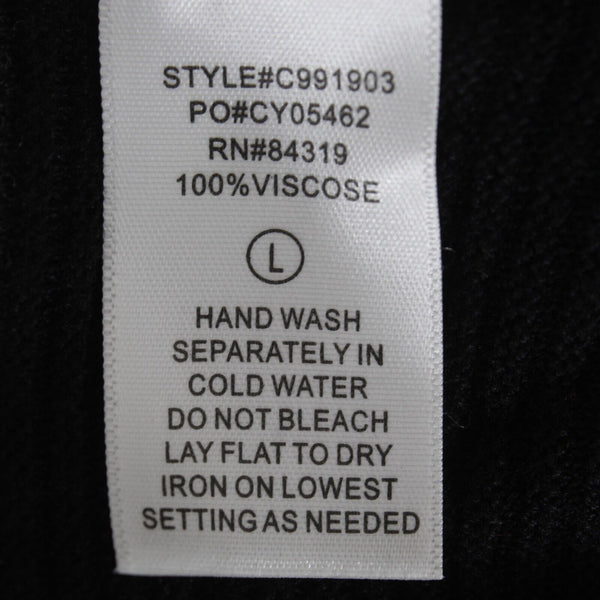 STYLE#C991903
PO#CY05462
RN#84319
100%VISCOSE
L
HAND WASH
SEPARATELY IN
COLD WATER
DO NOT BLEACH
LAY FLAT TO DRY
IRON ON LOWEST
SETTING AS NEEDED